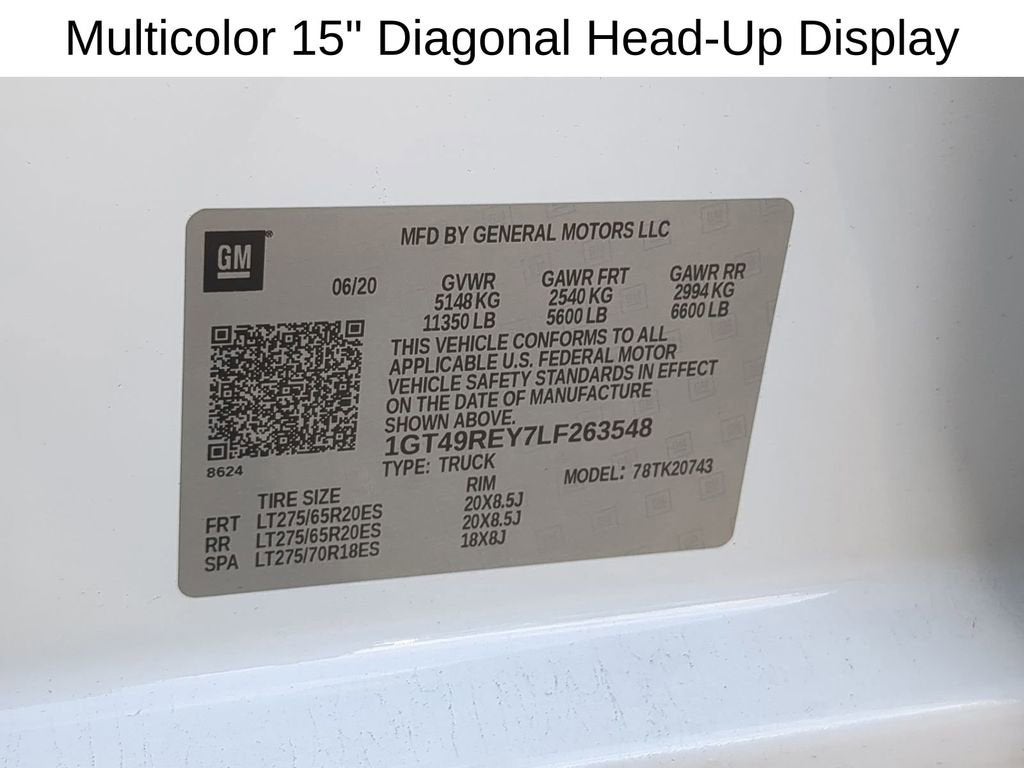 Multicolor 15" Diagonal Head-Up Display
GM®
MFD BY GENERAL MOTORS LLC
06/20
GVWR
5148 KG
11350 LB
GAWR FRT
2540 KG
5600 LB
GAWR RR
2994 KG
6600 LB
THIS VEHICLE CONFORMS TO ALL
APPLICABLE U.S. FEDERAL MOTOR
VEHICLE SAFETY STANDARDS IN EFFECT
ON THE DATE OF MANUFACTURE
SHOWN ABOVE.
1GT49REY7LF263548
TYPE: TRUCK
MODEL: 78TK20743
8624
TIRE SIZE RIM
FRT LT275/65R20ES 20X8.5J
RR LT275/65R20ES 20X8.5J
SPA LT275/70R18ES 18X8J